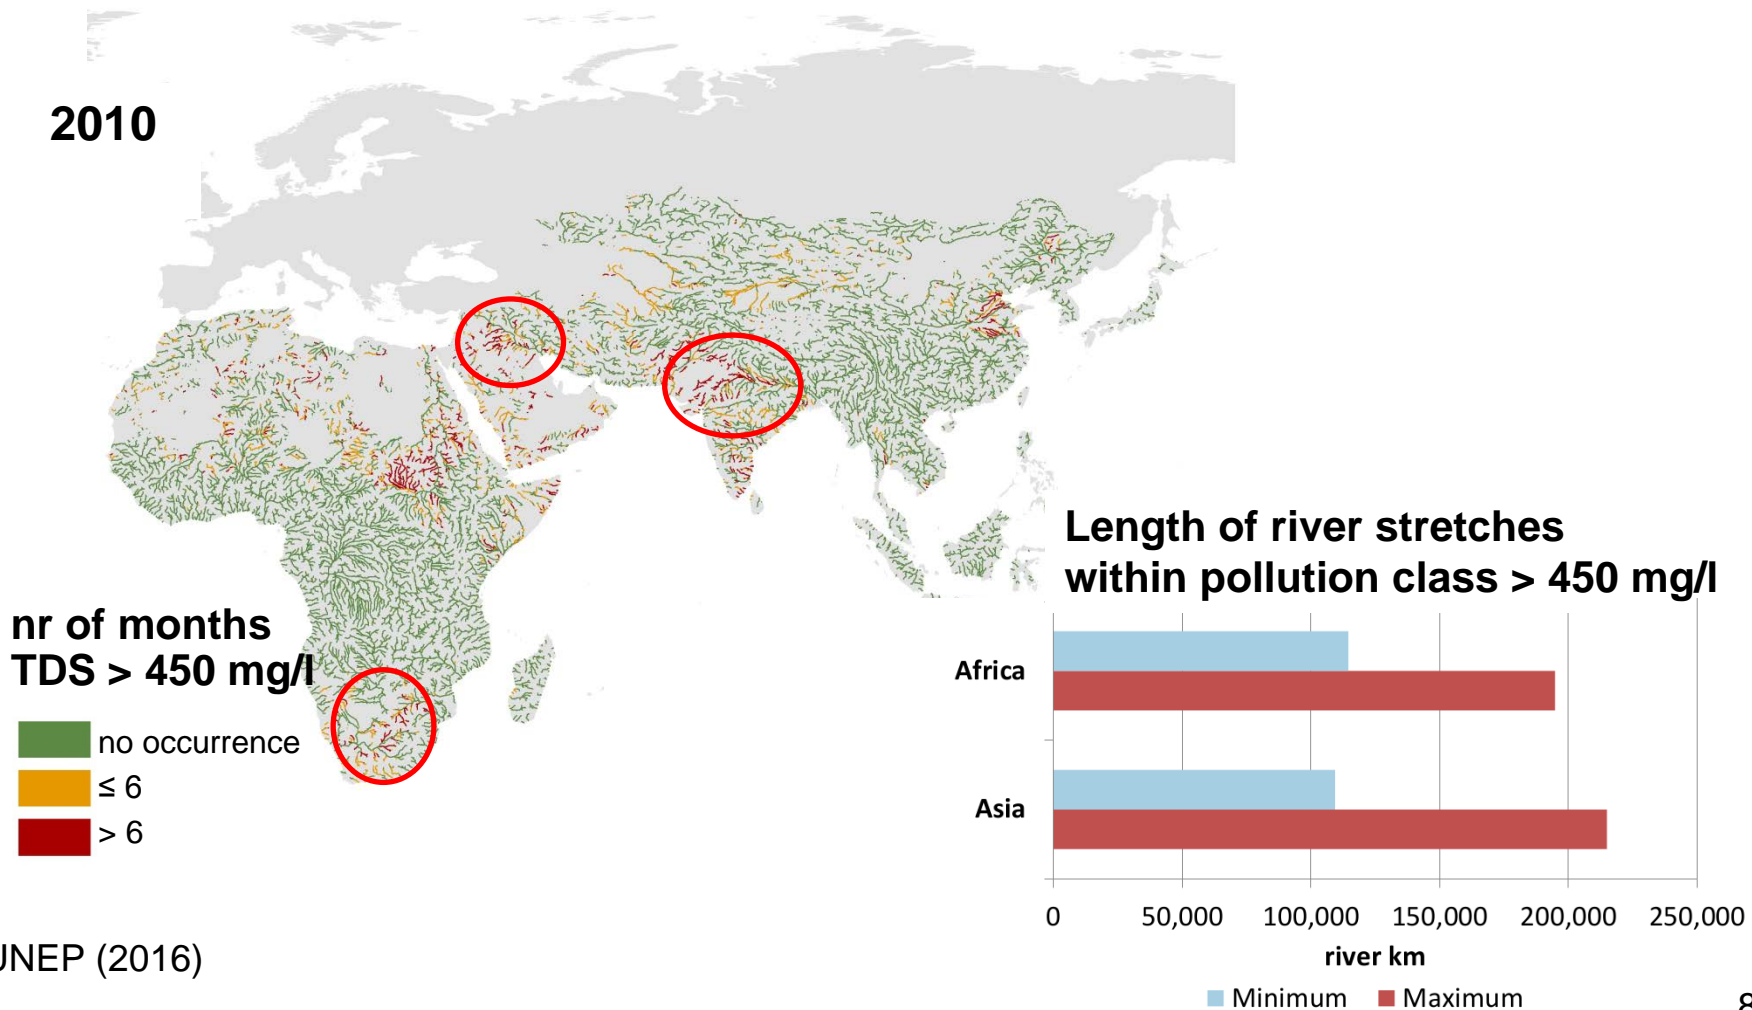 2010
nr of months
TDS > 450 mg/l
no occurrence
≤ 6
> 6
Length of river stretches
within pollution class > 450 mg/l
Africa
Asia
0 50,000 100,000 150,000 200,000 250,000
river km
Minimum Maximum
UNEP (2016)
8